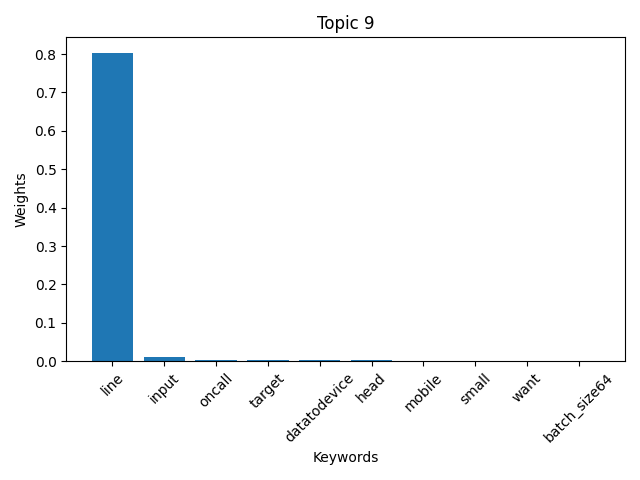 Topic 9
Weights
0.8
0.7
0.6
0.5
0.4
0.3
0.2
0.1
0.0
line
input
oncall
target
datatodevice
head
mobile
small
want
batch_size64
Keywords